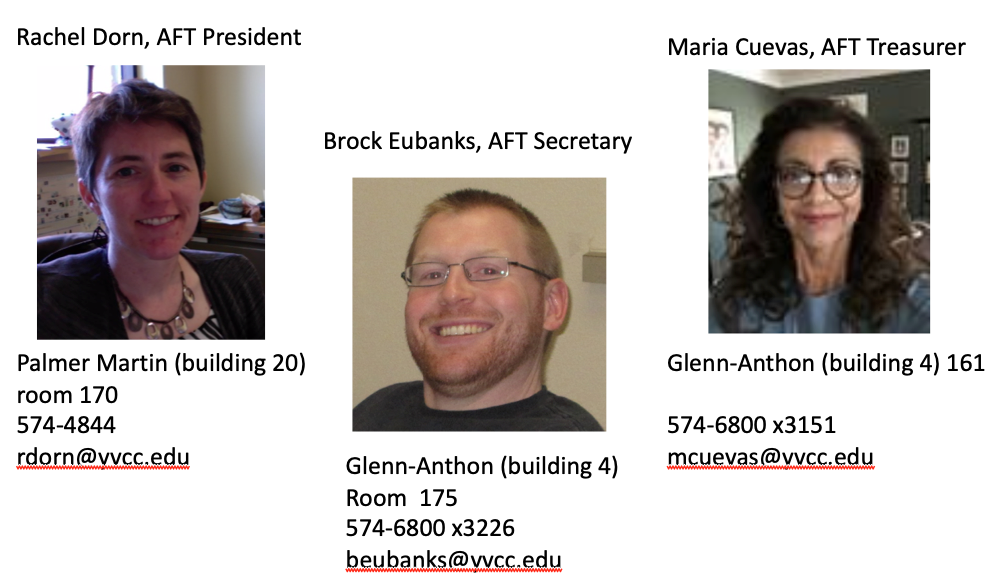 Rachel Dorn, AFT President
Palmer Martin (building 20)
room 170
574-4844
rdorn@yvcc.edu
Brock Eubanks, AFT Secretary
Glenn-Anthon (building 4)
Room  175
574-6800 x3226
beubanks@yvcc.edu
Maria Cuevas, AFT Treasurer
Glenn-Anthon (building 4) 161
574-6800 x3151
mcuevas@yvcc.edu